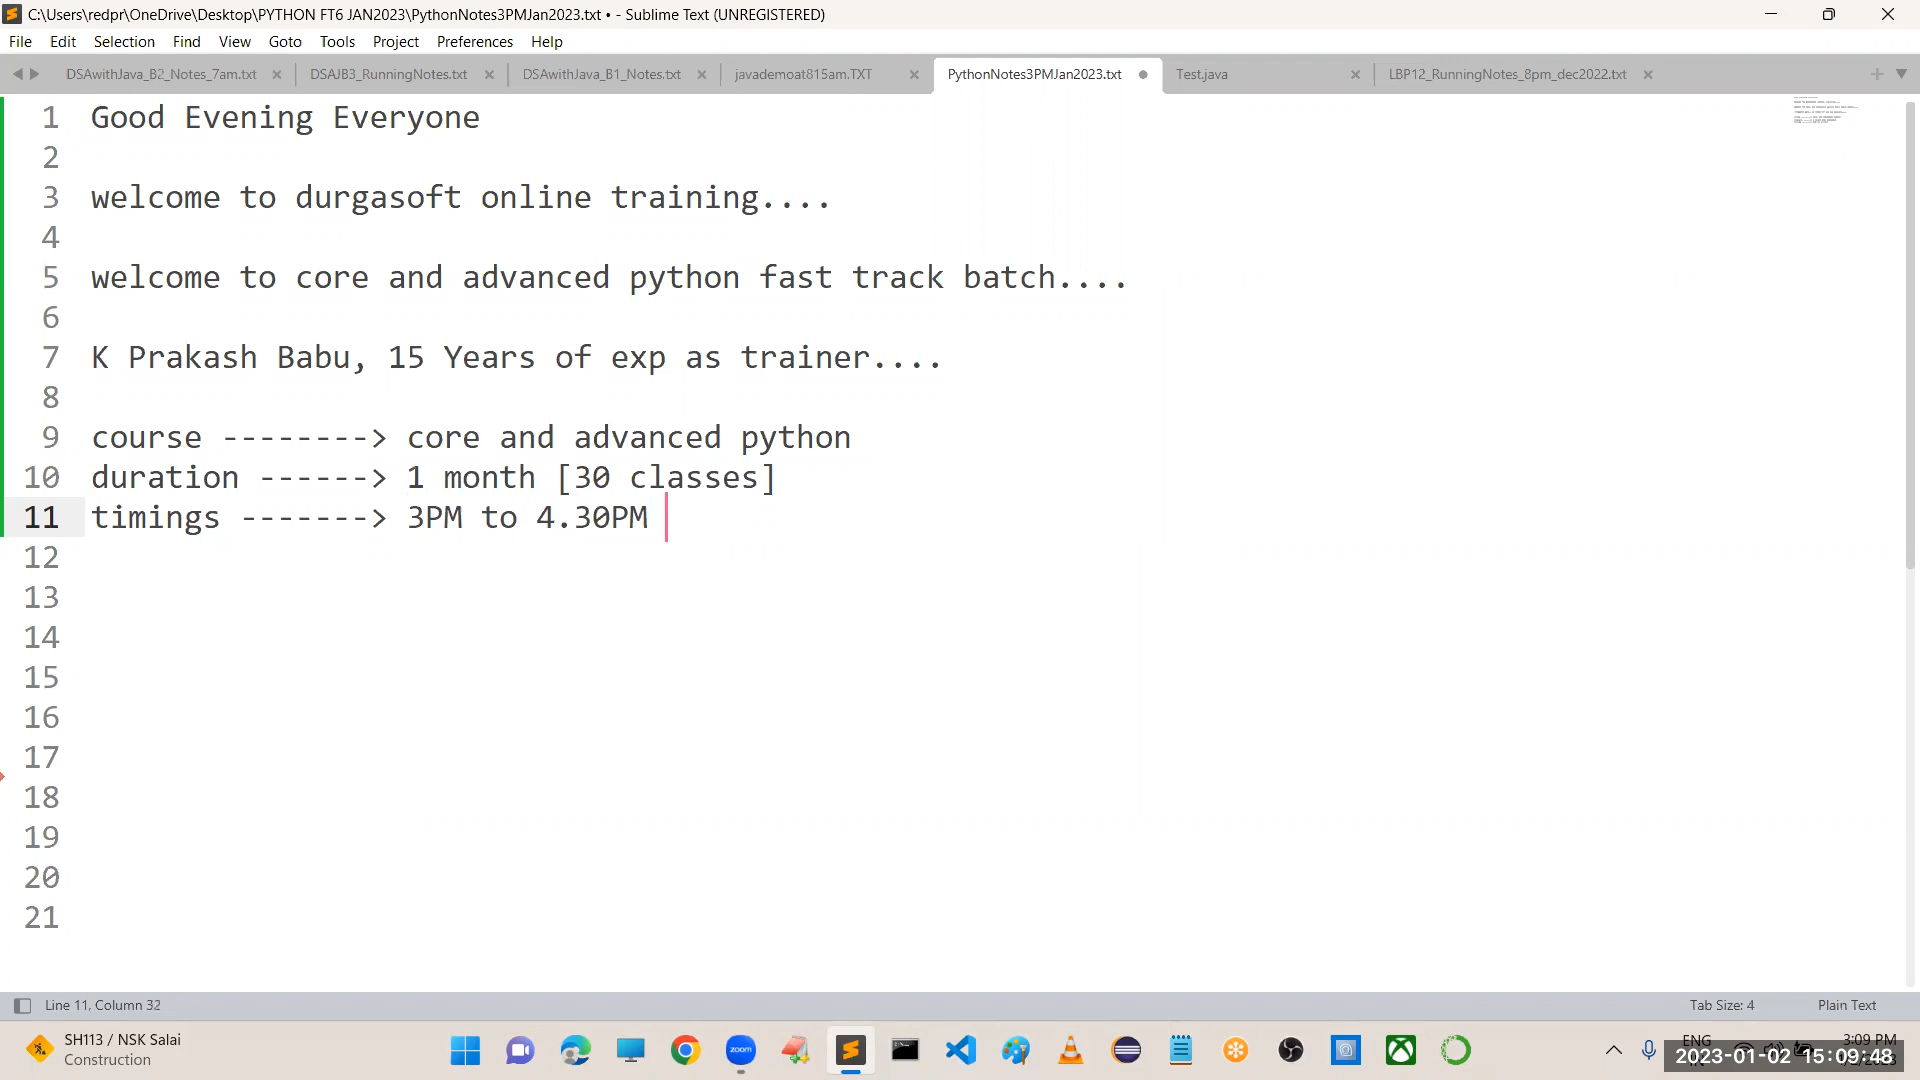 C:\Users\redpr\OneDrive\Desktop\PYTHON FT6 JAN2023\PythonNotes3PMJan2023.txt • - Sublime Text (UNREGISTERED)
File Edit Selection Find View Goto Tools Project Preferences Help
DSAwithJava_B2_Notes_7am.txt DSAJB3_RunningNotes.txt DSAwithJava_B1_Notes.txt javademoat815am.TXT PythonNotes3PMJan2023.txt Test.java LBP12_RunningNotes_8pm_dec2022.txt
1 Good Evening Everyone
2
3 welcome to durgasoft online training....
4
5 welcome to core and advanced python fast track batch....
6
7 K Prakash Babu, 15 Years of exp as trainer....
8
9 course --------> core and advanced python
10 duration ------> 1 month [30 classes]
11 timings -------> 3PM to 4.30PM
12
13
14
15
16
17
18
19
20
21
Line 11, Column 32 Tab Size: 4 Plain Text
SH113 / NSK Salai
Construction
zoom
ENG
3:09 PM
2023-01-02 15:09:48